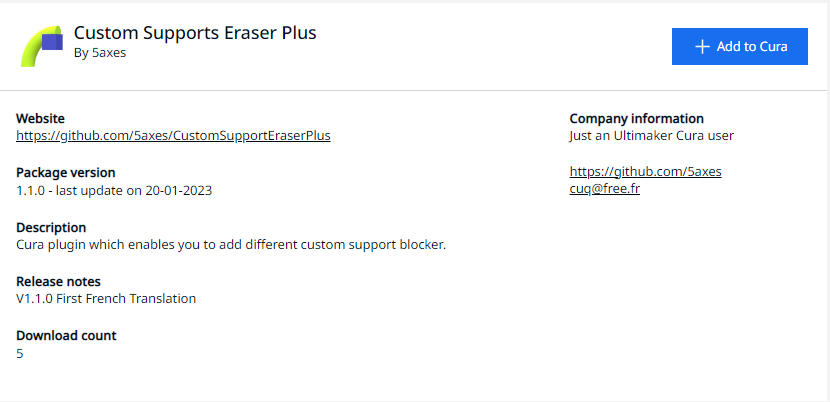 Custom Supports Eraser Plus
By 5axes
Add to Cura
Website
https://github.com/5axes/CustomSupportEraserPlus
Package version
1.1.0 - last update on 20-01-2023
Description
Cura plugin which enables you to add different custom support blocker.
Release notes
V1.1.0 First French Translation
Download count
5
Company information
Just an Ultimaker Cura user
https://github.com/5axes
cuq@free.fr